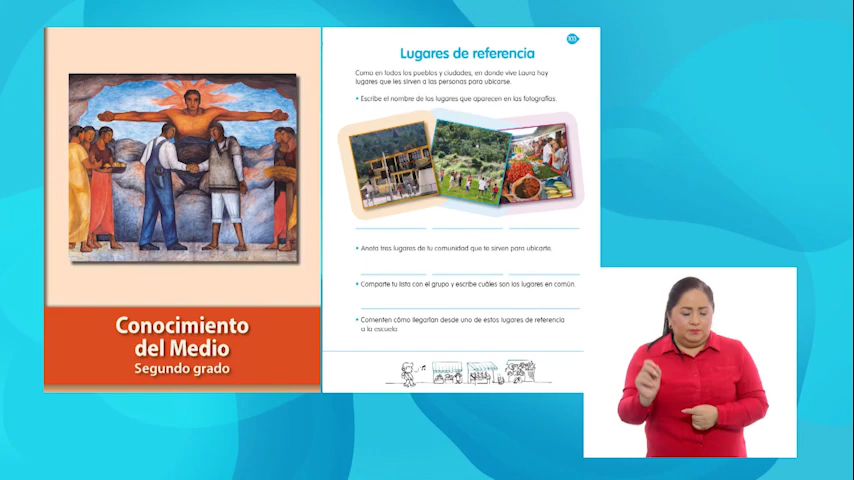 Conocimiento
del Medio
Segundo grado
103
Lugares de referencia
Como en todos los pueblos y ciudades, en donde vive Laura hay
lugares que les sirven a las personas para ubicarse.
• Escribe el nombre de los lugares que aparecen en las fotografías.
• Anota tres lugares de tu comunidad que te sirven para ubicarte.
• Comparte tu lista con el grupo y escribe cuáles son los lugares en común.
• Comenten cómo llegarían desde uno de estos lugares de referencia
a la escuela.